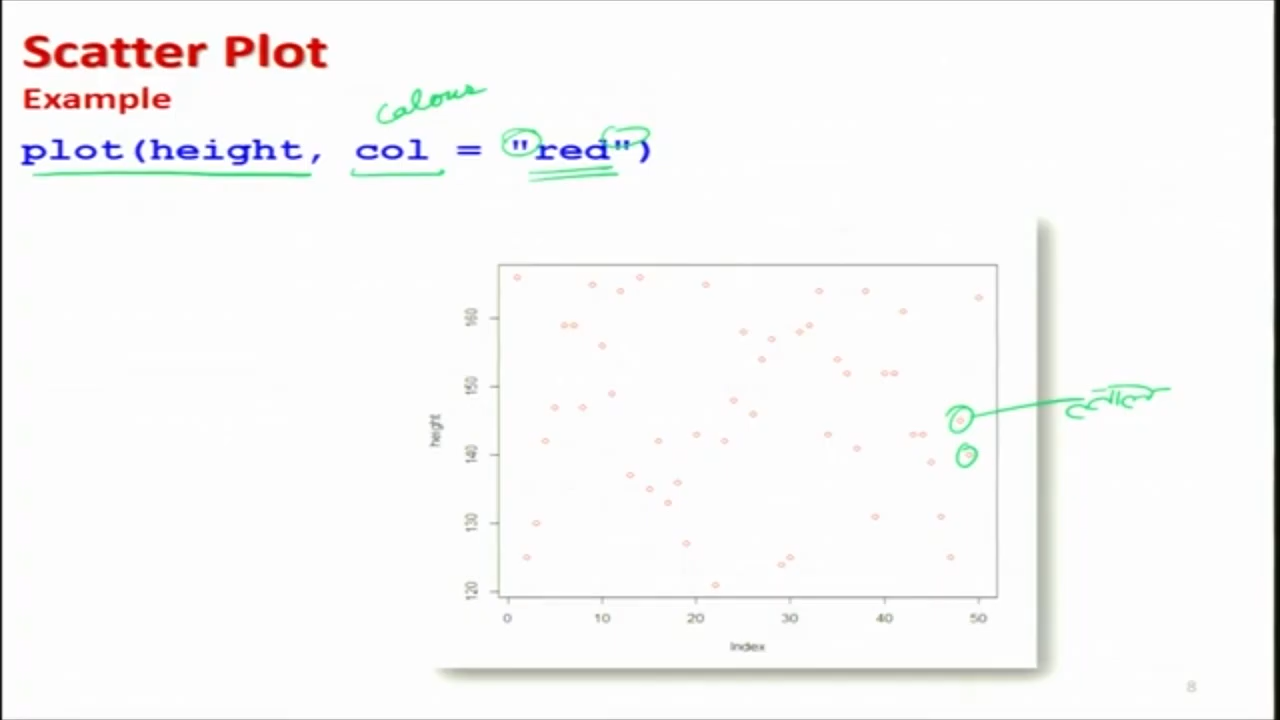 Scatter Plot
Example
colour
plot(height, col = "red")
160
150
140
130
120
height
लाल
0 10 20 30 40 50
Index
8